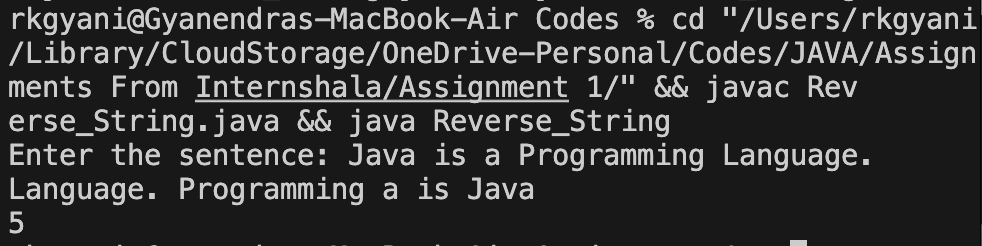 rkgyani@Gyanendras-MacBook-Air Codes % cd "/Users/rkgyani
/Library/CloudStorage/OneDrive-Personal/Codes/JAVA/Assign
ments From Internshala/Assignment 1/" && javac Rev
erse_String.java && java Reverse_String
Enter the sentence: Java is a Programming Language.
Language. Programming a is Java
5